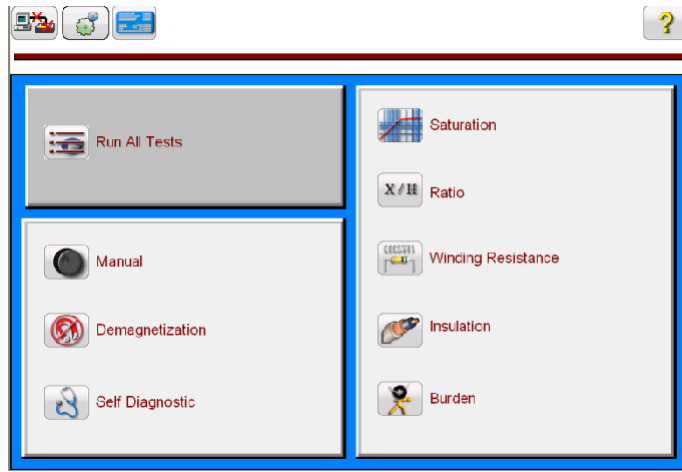 ?
Run All Tests
Manual
Demagnetization
Self Diagnostic
Saturation
X/H Ratio
Winding Resistance
Insulation
Burden